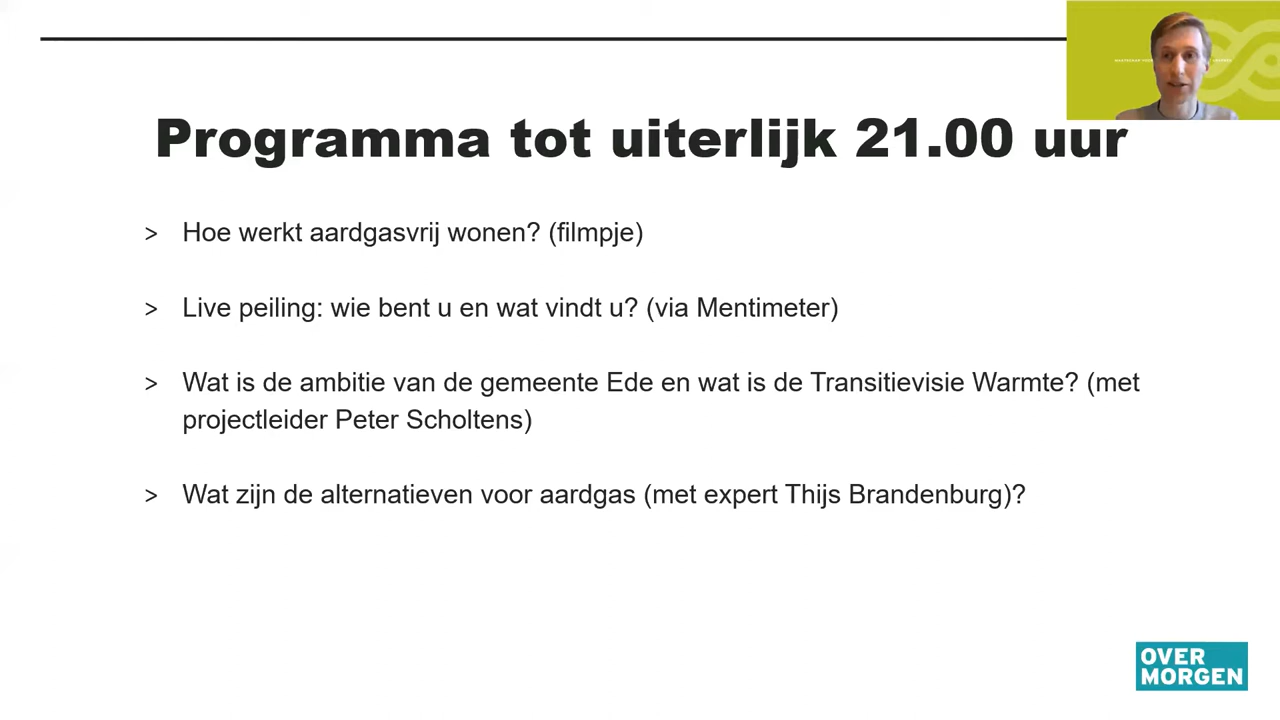 Programma tot uiterlijk 21.00 uur
> Hoe werkt aardgasvrij wonen? (filmpje)
> Live peiling: wie bent u en wat vindt u? (via Mentimeter)
> Wat is de ambitie van de gemeente Ede en wat is de Transitievisie Warmte? (met
projectleider Peter Scholtens)
> Wat zijn de alternatieven voor aardgas (met expert Thijs Brandenburg)?
OVER
MORGEN